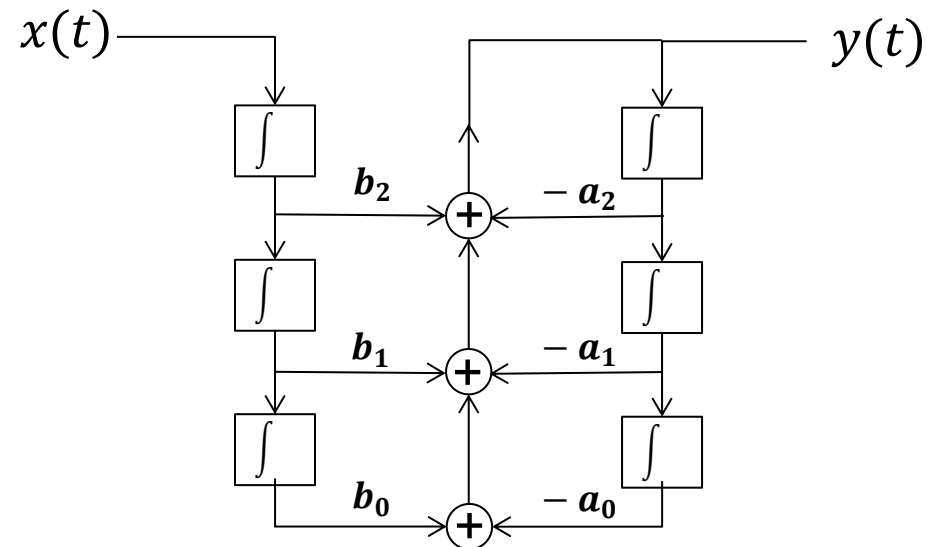 x(t) y(t)
∫ ∫
b₂ − a₂
+
∫ ∫
b₁ − a₁
+
∫ ∫
b₀ − a₀
+